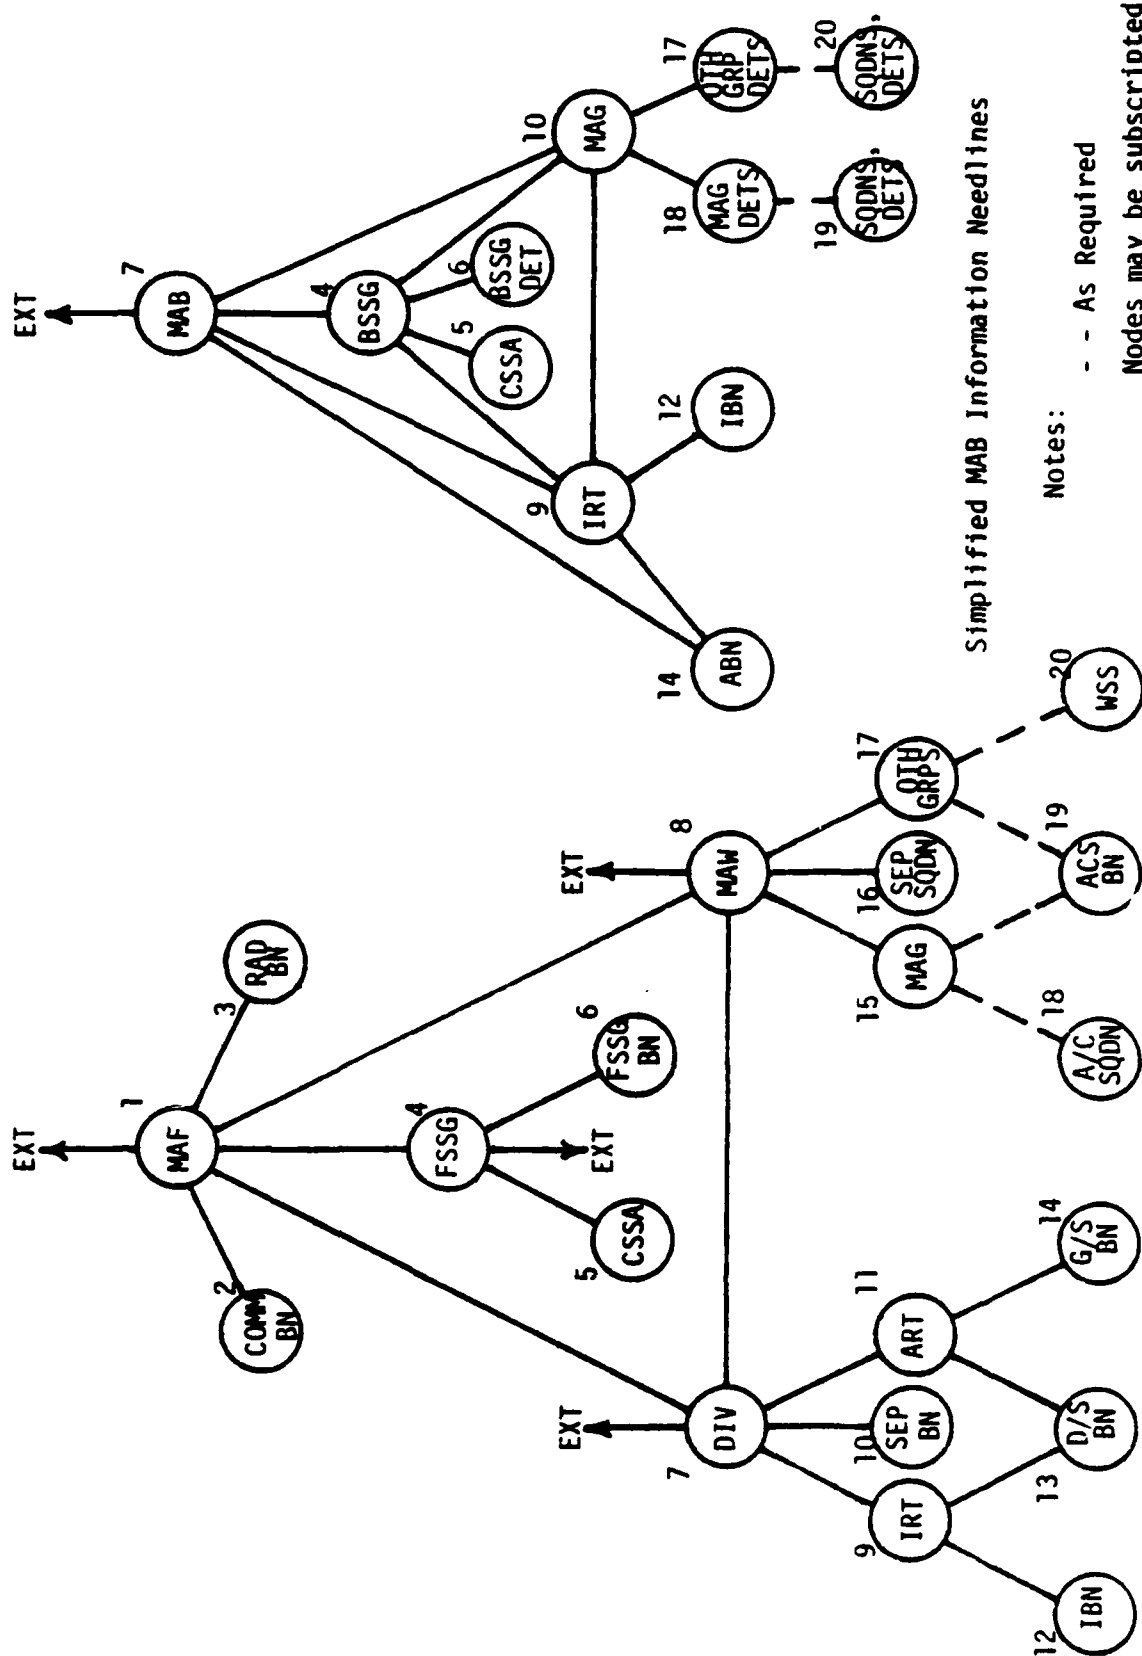 EXT
1
MAF
2
COMM
BN
3
RAD
BN
4
FSSG
EXT
5
CSSA
6
FSSG
BN
EXT
7
DIV
EXT
8
MAW
9
IRT
10
SEP
BN
11
ART
15
MAG
16
SEP
SQDN
17
OTH
GRPS
12
IBN
13
D/S
BN
14
G/S
BN
18
A/C
SQDN
19
ACS
BN
20
WSS
EXT
7
MAB
4
BSSG
5
CSSA
6
BSSG
DET
9
IRT
10
MAG
14
ABN
12
IBN
18
MAG
DETS
17
OTH
GRP
DETS
19
SQDNS,
DETS
20
SQDNS,
DETS
Simplified MAB Information Needlines
Notes:
- - As Required
Nodes may be subscripted